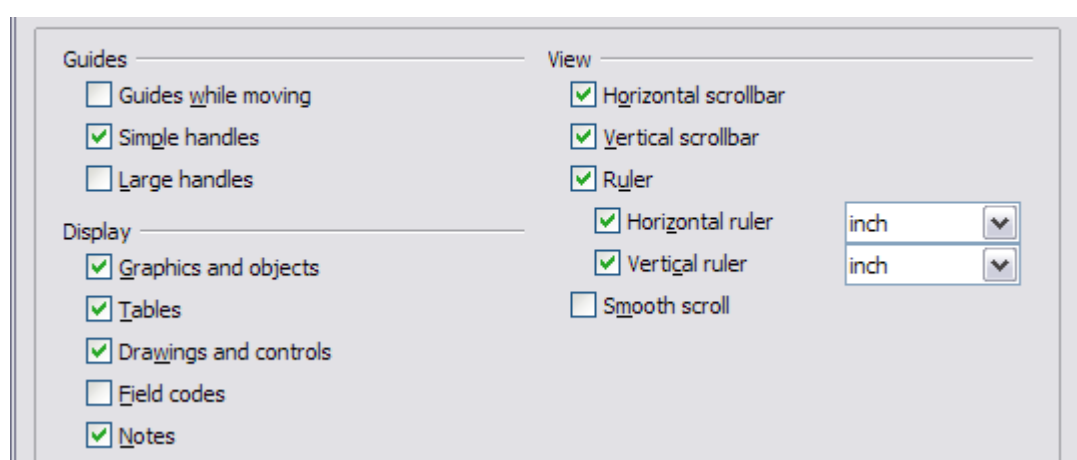 Guides
Guides while moving
Simple handles
Large handles
Display
Graphics and objects
Tables
Drawings and controls
Field codes
Notes
View
Horizontal scrollbar
Vertical scrollbar
Ruler
Horizontal ruler inch
Vertical ruler inch
Smooth scroll